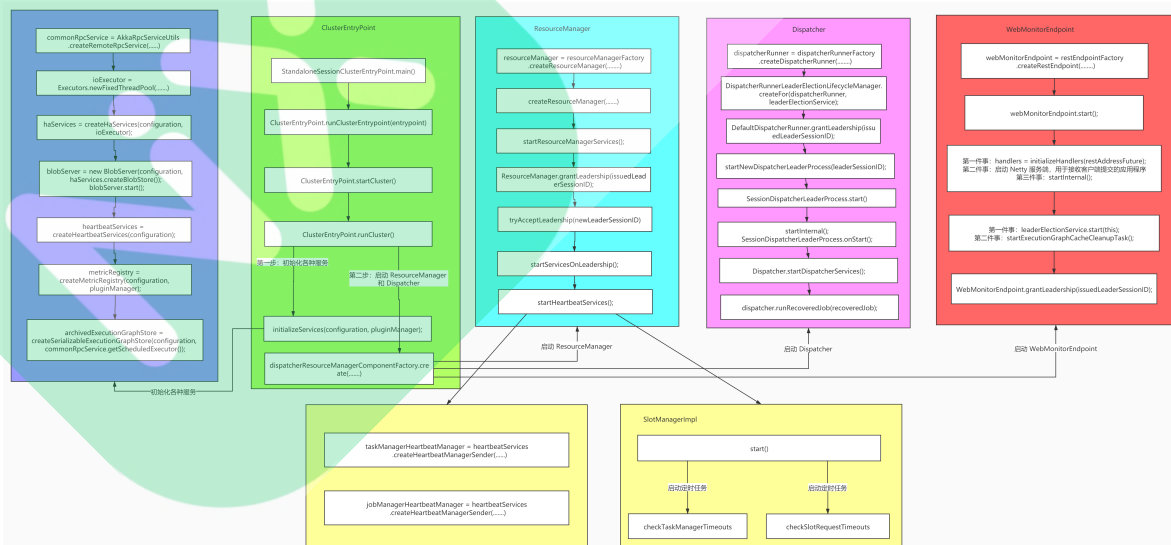 commonRpcService = AkkaRpcServiceUtils
.createRemoteRpcService(......)
ioExecutor =
Executors.newFixedThreadPool(......)
haServices = createHaServices(configuration,
ioExecutor);
blobServer = new BlobServer(configuration,
haServices.createBlobStore());
blobServer.start();
heartbeatServices =
createHeartbeatServices(configuration);
metricRegistry =
createMetricRegistry(configuration,
pluginManager);
archivedExecutionGraphStore =
createSerializableExecutionGraphStore(configuration,
commonRpcService.getScheduledExecutor());
初始化各种服务
ClusterEntryPoint
StandaloneSessionClusterEntryPoint.main()
ClusterEntryPoint.runClusterEntrypoint(entrypoint)
ClusterEntryPoint.startCluster()
ClusterEntryPoint.runCluster()
第一步：初始化各种服务
第二步：启动 ResourceManager
和 Dispatcher
initializeServices(configuration, pluginManager);
dispatcherResourceManagerComponentFactory.cre
ate(......)
ResourceManager
resourceManager = resourceManagerFactory
.createResourceManager(.......)
createResourceManager(......)
startResourceManagerServices();
ResourceManager.grantLeadership(issuedLead
erSessionID);
tryAcceptLeadership(newLeaderSessionID)
startServicesOnLeadership();
startHeartbeatServices();
启动 ResourceManager
Dispatcher
dispatcherRunner = dispatcherRunnerFactory
.createDispatcherRunner(.......)
DispatcherRunnerLeaderElectionLifecycleManager.
createFor(dispatcherRunner,
leaderElectionService);
DefaultDispatcherRunner.grantLeadership(issu
edLeaderSessionID);
startNewDispatcherLeaderProcess(leaderSessionID);
SessionDispatcherLeaderProcess.start()
startInternal();
SessionDispatcherLeaderProcess.onStart();
Dispatcher.startDispatcherServices();
dispatcher.runRecoveredJob(recoveredJob);
启动 Dispatcher
WebMonitorEndpoint
webMonitorEndpoint = restEndpointFactory
.createRestEndpoint(......)
webMonitorEndpoint.start();
第一件事：handlers = initializeHandlers(restAddressFuture);
第二件事：启动 Netty 服务端，用于接收客户端提交的应用程序
第三件事：startInternal();
第一件事：leaderElectionService.start(this);
第二件事：startExecutionGraphCacheCleanupTask();
WebMonitorEndpoint.grantLeadership(issuedLeaderSessionID);
启动 WebMonitorEndpoint
taskManagerHeartbeatManager = heartbeatServices
.createHeartbeatManagerSender(......)
jobManagerHeartbeatManager = heartbeatServices
.createHeartbeatManagerSender(......)
SlotManagerImpl
start()
启动定时任务
启动定时任务
checkTaskManagerTimeouts
checkSlotRequestTimeouts